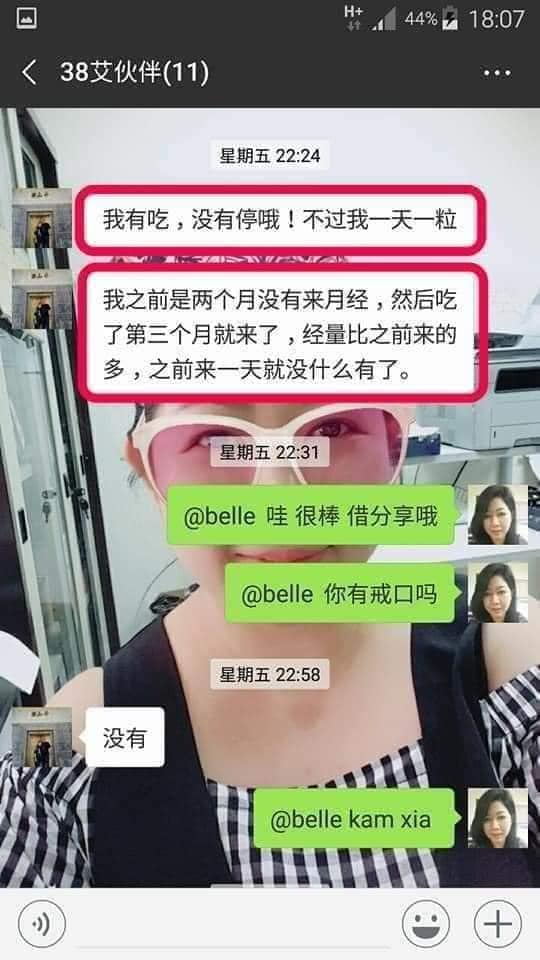 H+ 44% 18:07
38艾伙伴(11)
星期五 22:24
我有吃，没有停哦！不过我一天一粒
我之前是两个月没有来月经，然后吃
了第三个月就来了，经量比之前来的
多，之前来一天就没什么有了。
星期五 22:31
@belle 哇 很棒 借分享哦
@belle 你有戒口吗
星期五 22:58
没有
@belle kam xia